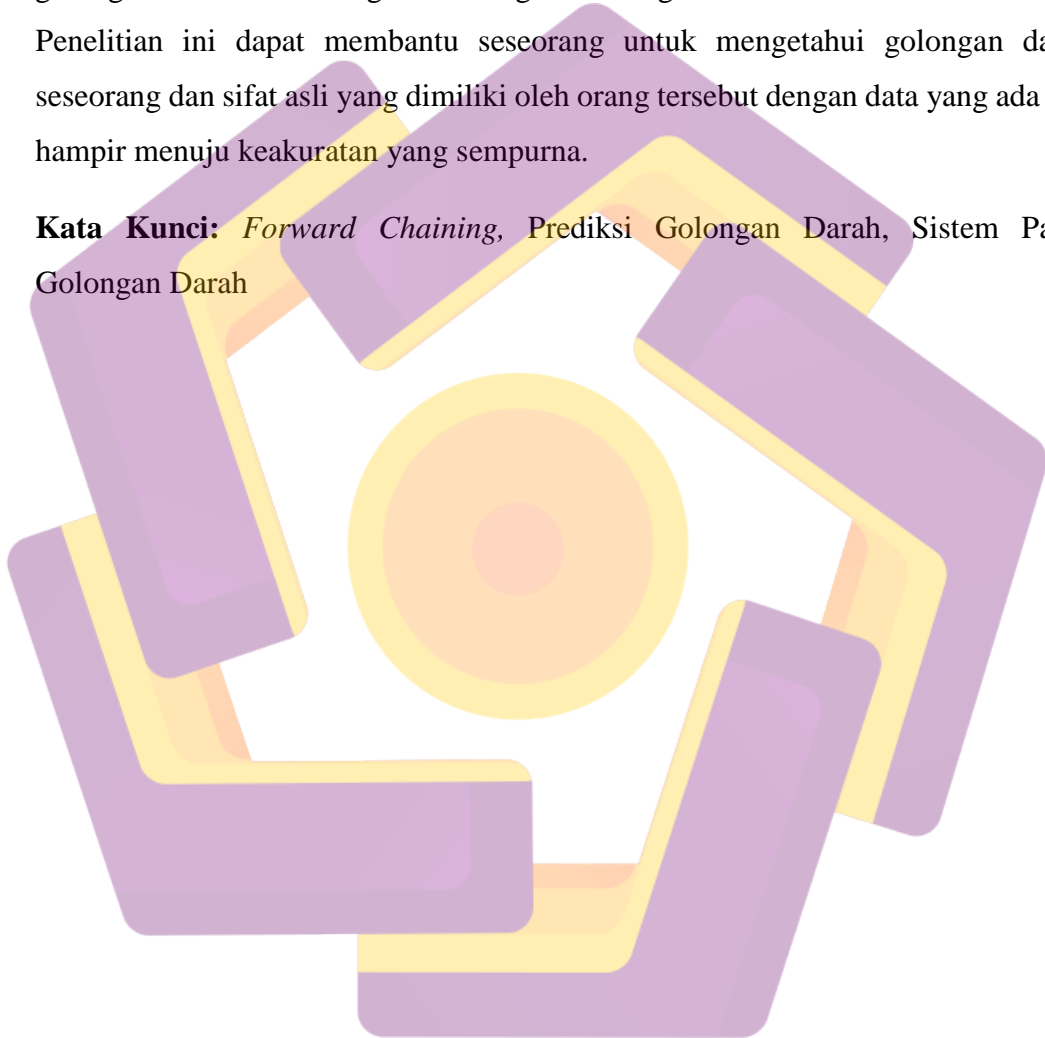 Penelitian ini dapat membantu seseorang untuk mengetahui golongan da
seseorang dan sifat asli yang dimiliki oleh orang tersebut dengan data yang ada
hampir menuju keakuratan yang sempurna.
Kata Kunci: Forward Chaining, Prediksi Golongan Darah, Sistem Pa
Golongan Darah